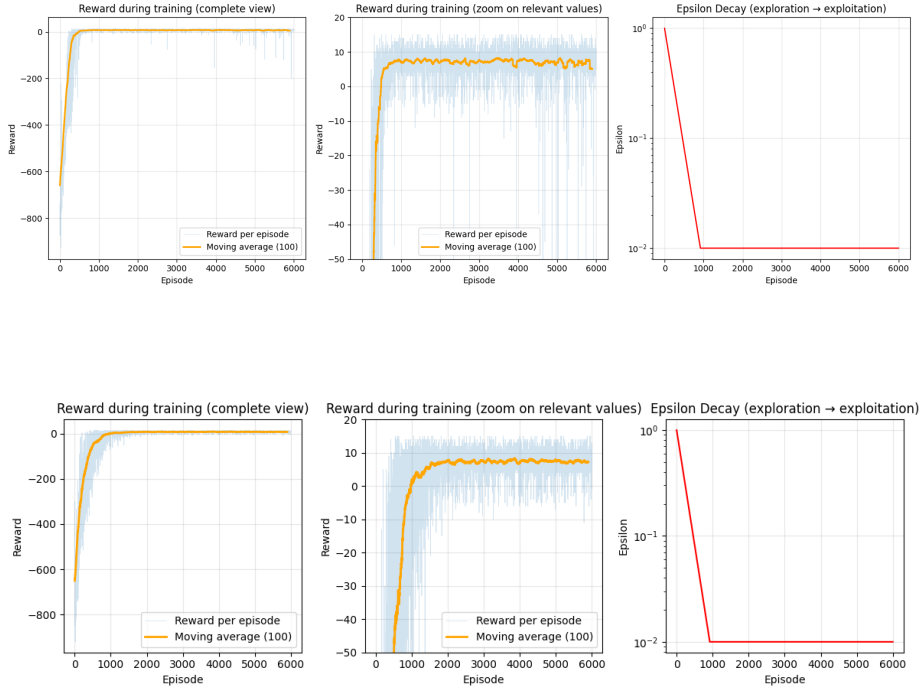 Reward during training (complete view)
0
−200
−400
−600
−800
Reward
0 1000 2000 3000 4000 5000 6000
Episode
Reward per episode
Moving average (100)
Reward during training (zoom on relevant values)
20
10
0
−10
−20
−30
−40
−50
Reward
0 1000 2000 3000 4000 5000 6000
Episode
Reward per episode
Moving average (100)
Epsilon Decay (exploration → exploitation)
10⁰
10⁻¹
10⁻²
Epsilon
0 1000 2000 3000 4000 5000 6000
Episode
Reward during training (complete view)
0
−200
−400
−600
−800
Reward
0 1000 2000 3000 4000 5000 6000
Episode
Reward per episode
Moving average (100)
Reward during training (zoom on relevant values)
20
10
0
−10
−20
−30
−40
−50
Reward
0 1000 2000 3000 4000 5000 6000
Episode
Reward per episode
Moving average (100)
Epsilon Decay (exploration → exploitation)
10⁰
10⁻¹
10⁻²
Epsilon
0 1000 2000 3000 4000 5000 6000
Episode